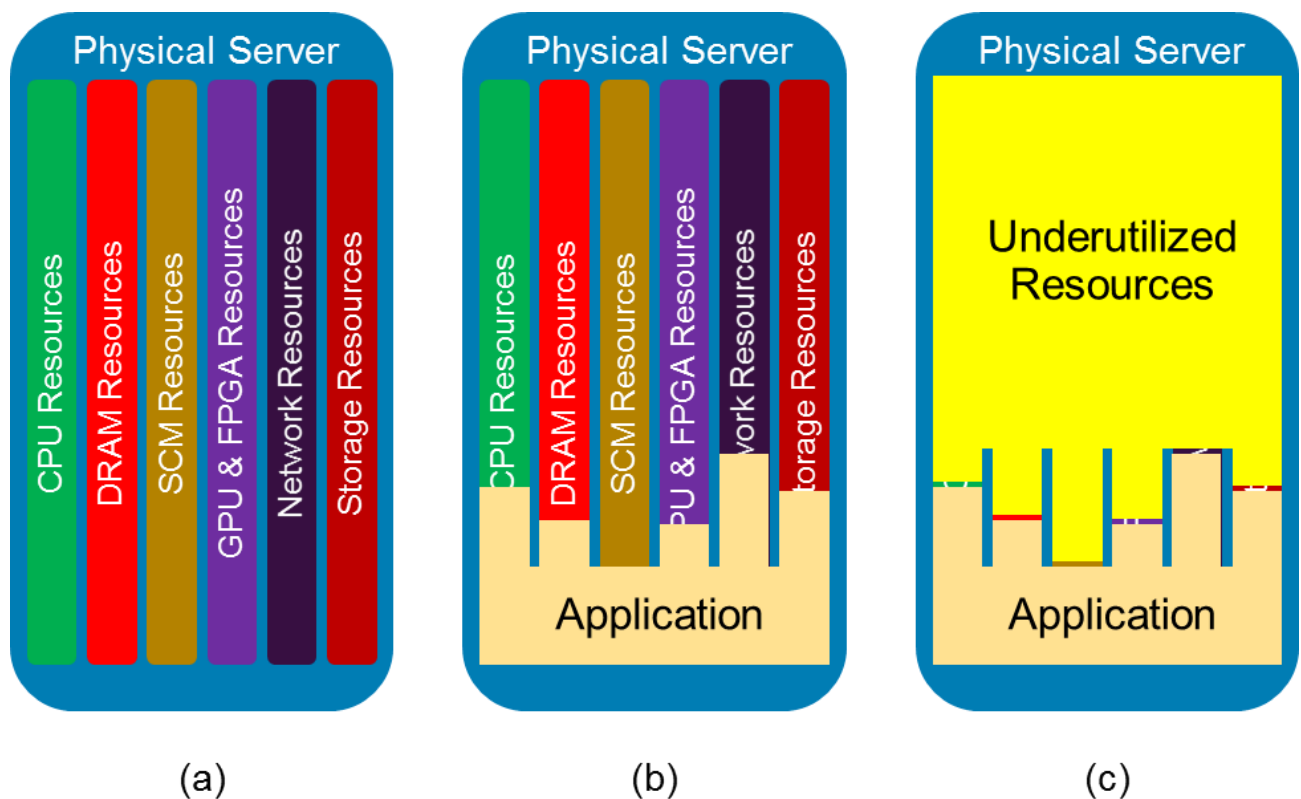 Physical Server
CPU Resources
DRAM Resources
SCM Resources
GPU & FPGA Resources
Network Resources
Storage Resources
(a)
Physical Server
CPU Resources
DRAM Resources
SCM Resources
PU & FPGA Resources
work Resources
torage Resources
Application
(b)
Physical Server
Underutilized
Resources
Application
(c)